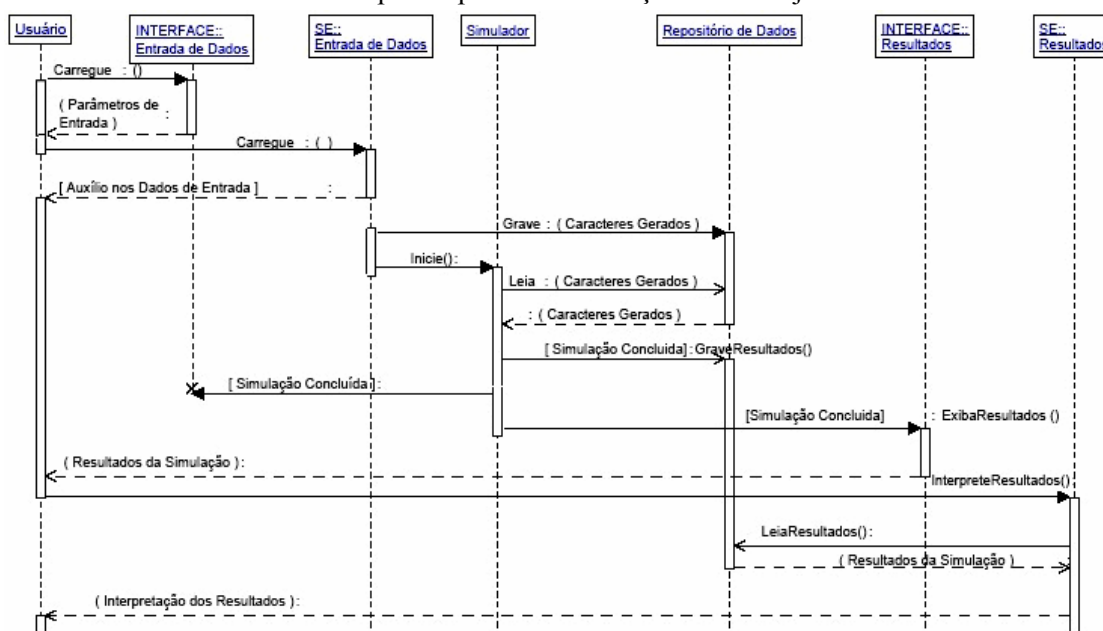 Usuário
INTERFACE::
Entrada de Dados
SE::
Entrada de Dados
Simulador
Repositório de Dados
INTERFACE::
Resultados
SE::
Resultados
Carregue : ()
( Parâmetros de
Entrada ) :
Carregue : ( )
[ Auxílio nos Dados de Entrada ] :
Grave : ( Caracteres Gerados )
Inicie():
Leia : ( Caracteres Gerados )
: ( Caracteres Gerados )
[ Simulação Concluida]:GraveResultados()
[ Simulação Concluída ]:
[Simulação Concluida] : ExibaResultados ()
( Resultados da Simulação ):
InterpreteResultados()
LeiaResultados():
( Resultados da Simulação )
( Interpretação dos Resultados ):